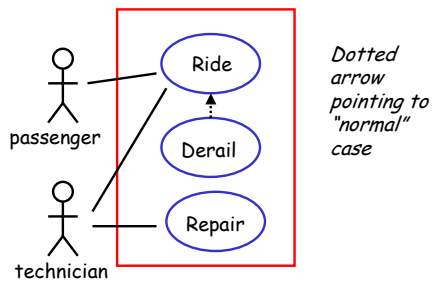 Ride
passenger
Derail
Repair
technician
Dotted
arrow
pointing to
"normal"
case